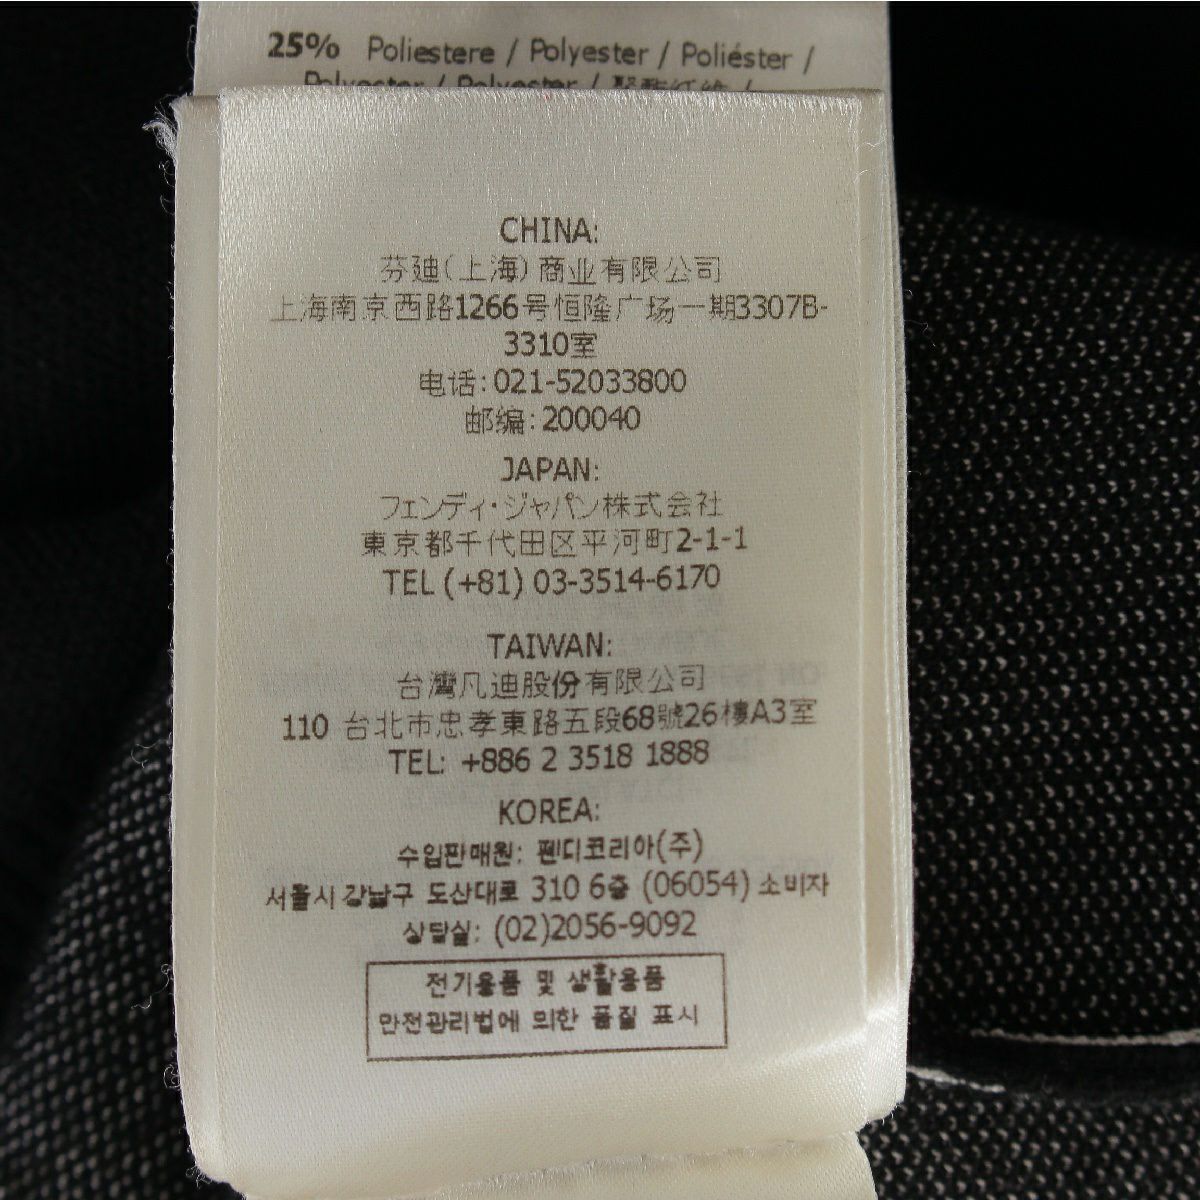 25% Poliestere / Polyester / Poliéster /
Polyester / Polyester / 聚酯纤维 /
CHINA:
芬迪(上海)商业有限公司
上海南京西路1266号恒隆广场一期3307B-
3310室
电话:021-52033800
邮编:200040
JAPAN:
フェンディ・ジャパン株式会社
東京都千代田区平河町2-1-1
TEL (+81) 03-3514-6170
TAIWAN:
台灣凡迪股份有限公司
110 台北市忠孝東路五段68號26樓A3室
TEL: +886 2 3518 1888
KOREA:
수입판매원: 펜디코리아(주)
서울시 강남구 도산대로 310 6층 (06054) 소비자
상담실: (02)2056-9092
전기용품 및 생활용품
안전관리법에 의한 품질 표시